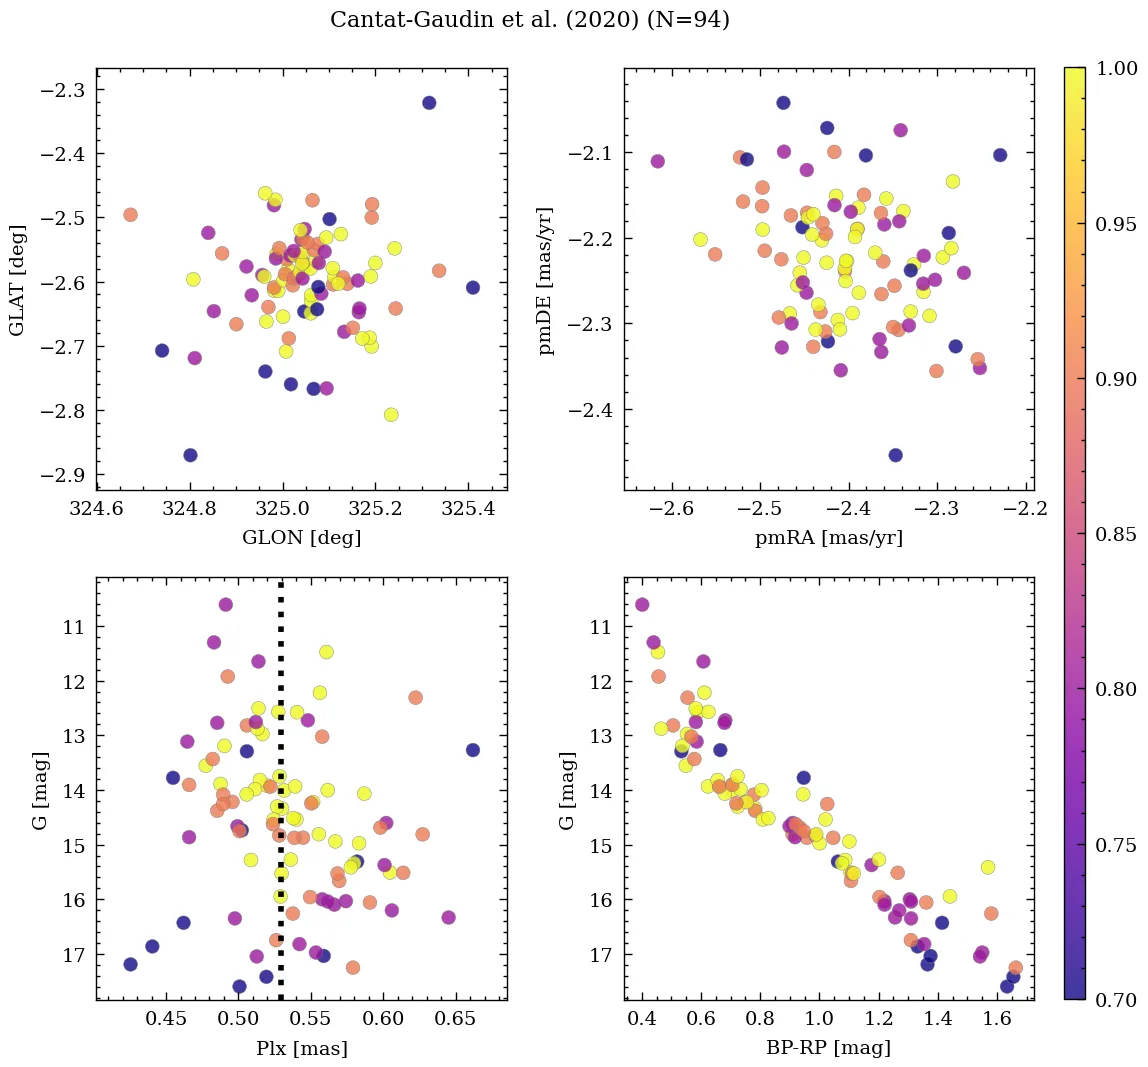 Cantat-Gaudin et al. (2020) (N=94)
−2.3
−2.4
−2.5
−2.6
−2.7
−2.8
−2.9
GLAT [deg]
324.6 324.8 325.0 325.2 325.4
GLON [deg]
−2.1
−2.2
−2.3
−2.4
pmDE [mas/yr]
−2.6 −2.5 −2.4 −2.3 −2.2
pmRA [mas/yr]
11
12
13
14
15
16
17
G [mag]
0.45 0.50 0.55 0.60 0.65
Plx [mas]
11
12
13
14
15
16
17
G [mag]
0.4 0.6 0.8 1.0 1.2 1.4 1.6
BP-RP [mag]
1.00
0.95
0.90
0.85
0.80
0.75
0.70